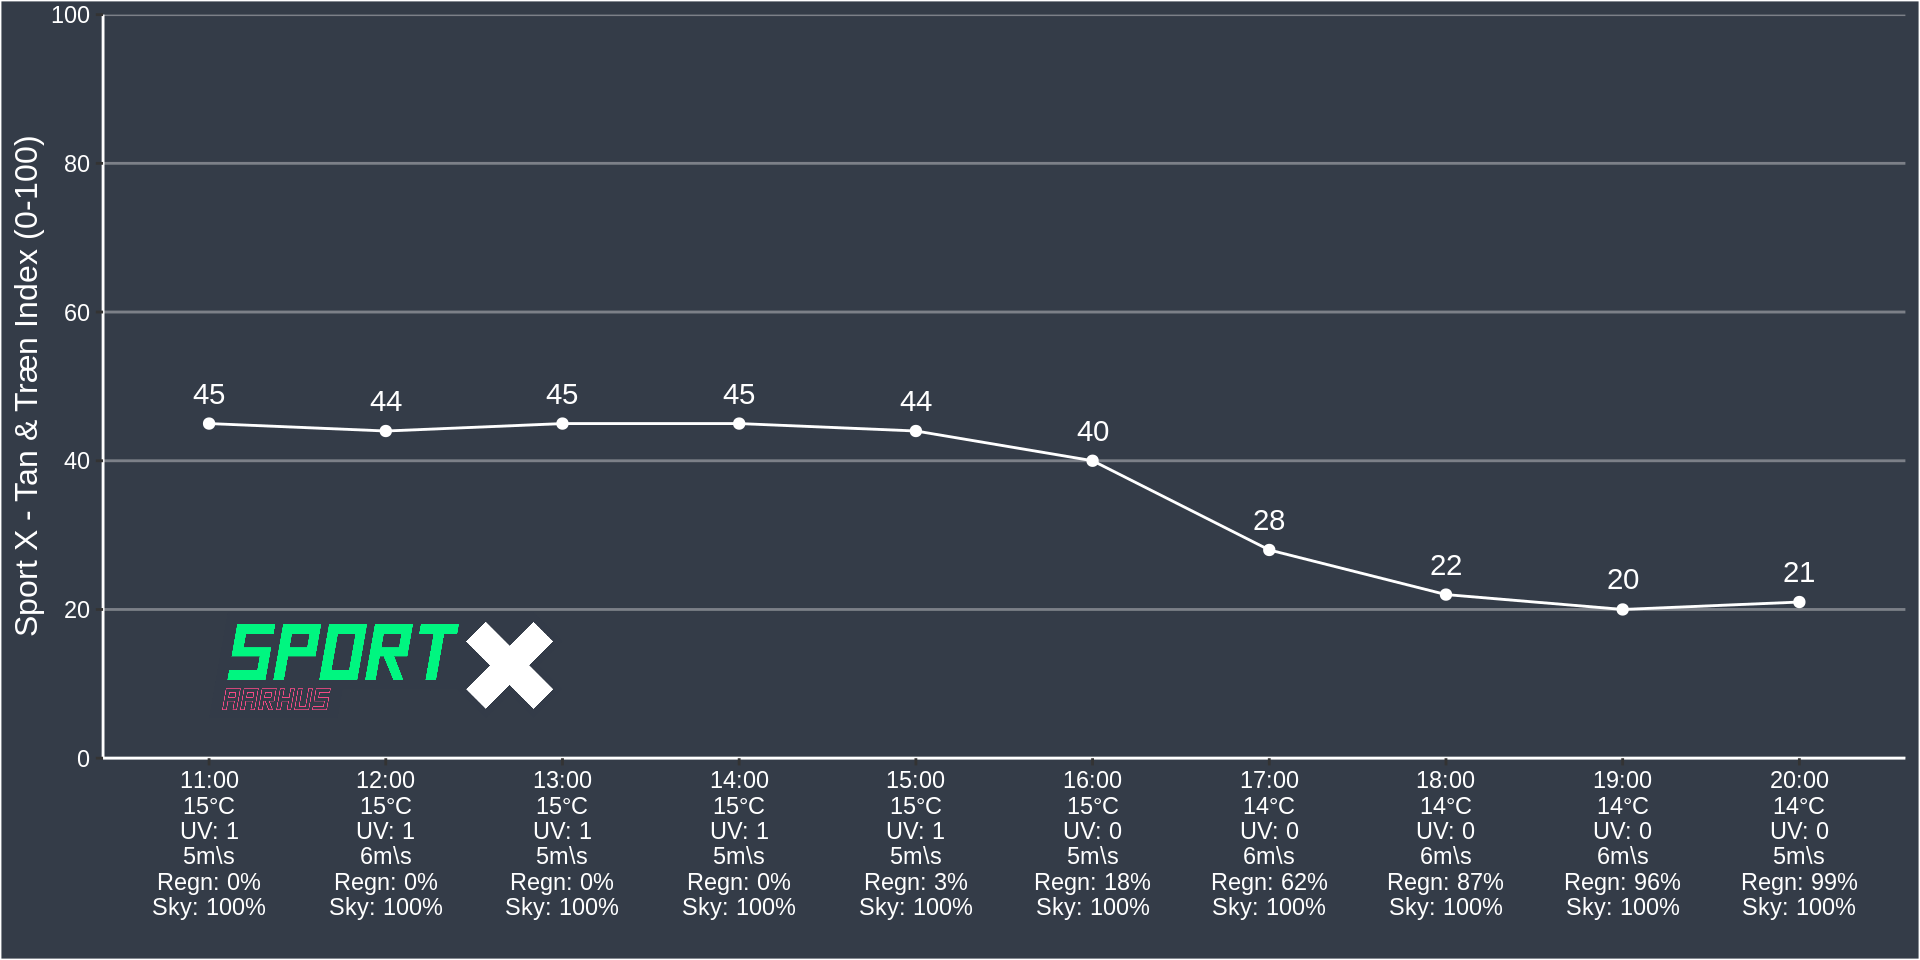 Sport X - Tan & Træn Index (0-100)
100
80
60
40
20
0
45
44
45
45
44
40
28
22
20
21
SPORT X
AARHUS
11:00 12:00 13:00 14:00 15:00 16:00 17:00 18:00 19:00 20:00
15°C 15°C 15°C 15°C 15°C 15°C 14°C 14°C 14°C 14°C
UV: 1 UV: 1 UV: 1 UV: 1 UV: 1 UV: 0 UV: 0 UV: 0 UV: 0 UV: 0
5m\s 6m\s 5m\s 5m\s 5m\s 5m\s 6m\s 6m\s 6m\s 5m\s
Regn: 0% Regn: 0% Regn: 0% Regn: 0% Regn: 3% Regn: 18% Regn: 62% Regn: 87% Regn: 96% Regn: 99%
Sky: 100% Sky: 100% Sky: 100% Sky: 100% Sky: 100% Sky: 100% Sky: 100% Sky: 100% Sky: 100% Sky: 100%